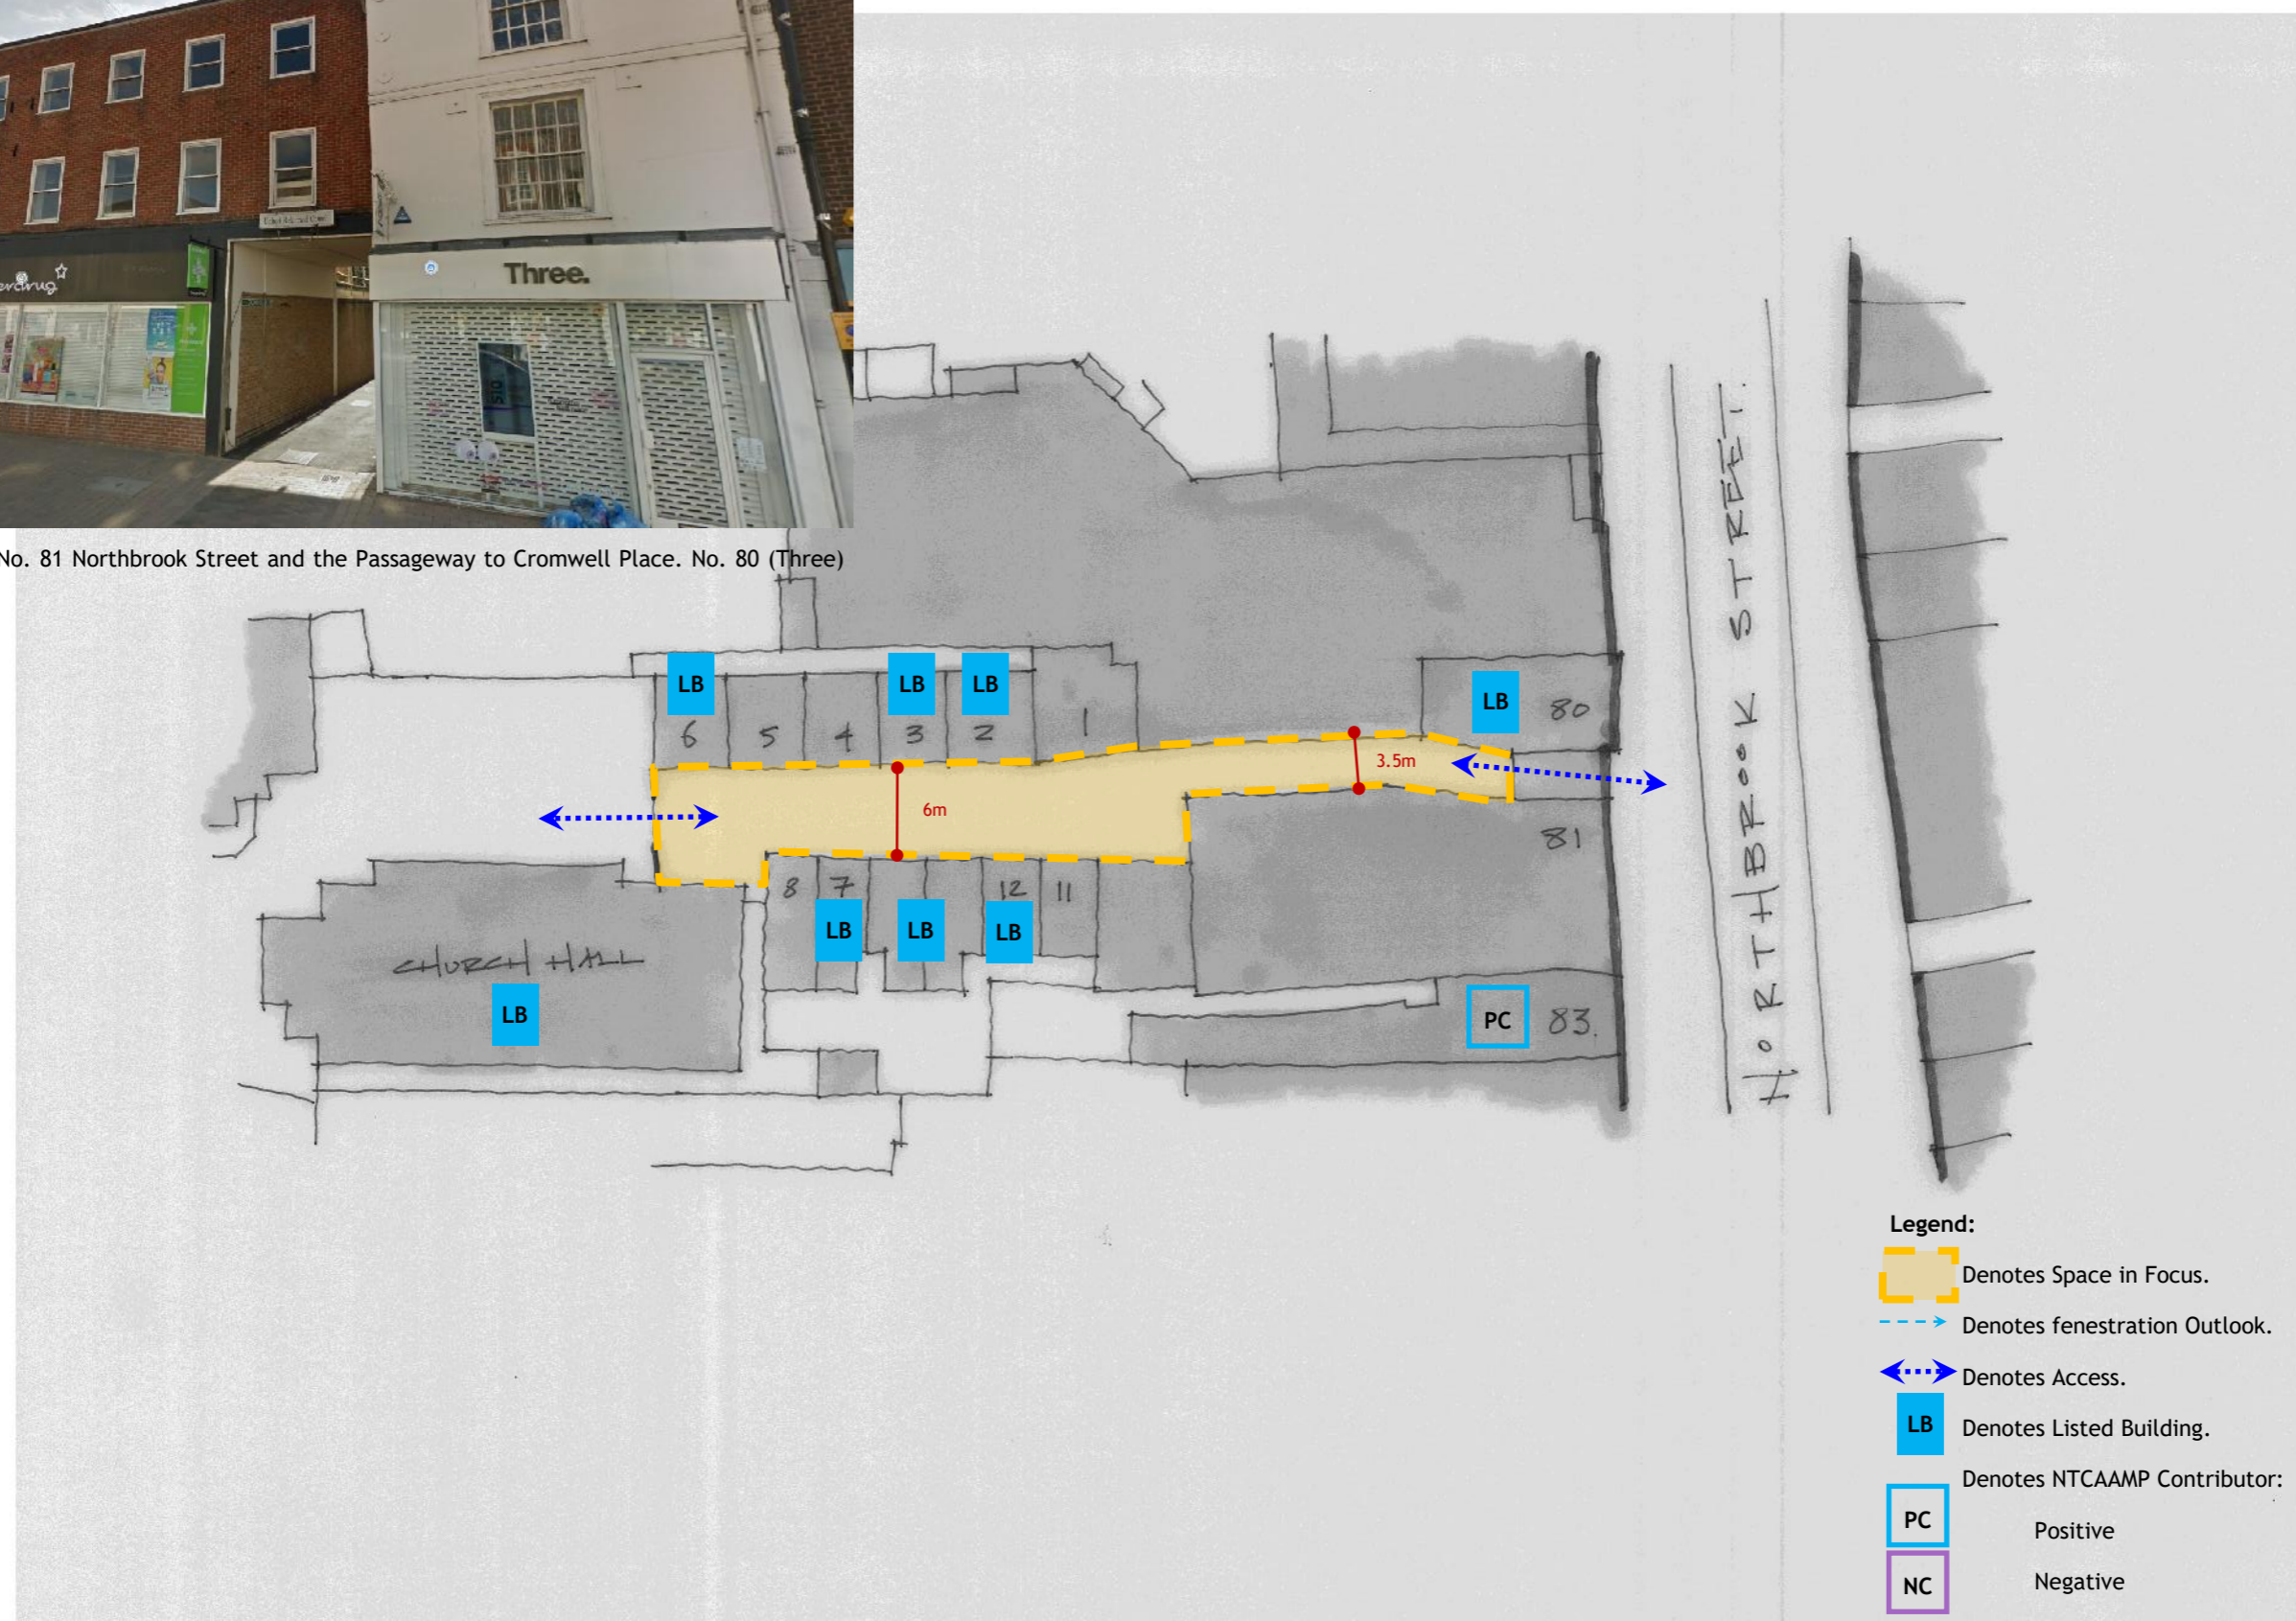 Three.
No. 81 Northbrook Street and the Passageway to Cromwell Place. No. 80 (Three)
NORTHBROOK STREET.
LB
LB
LB
LB
6
5
4
3
2
1
80
3.5m
6m
81
8
7
12
11
LB
LB
LB
CHURCH HALL
LB
PC
83.
Legend:
Denotes Space in Focus.
Denotes fenestration Outlook.
Denotes Access.
LB
Denotes Listed Building.
Denotes NTCAAMP Contributor:
PC
Positive
NC
Negative